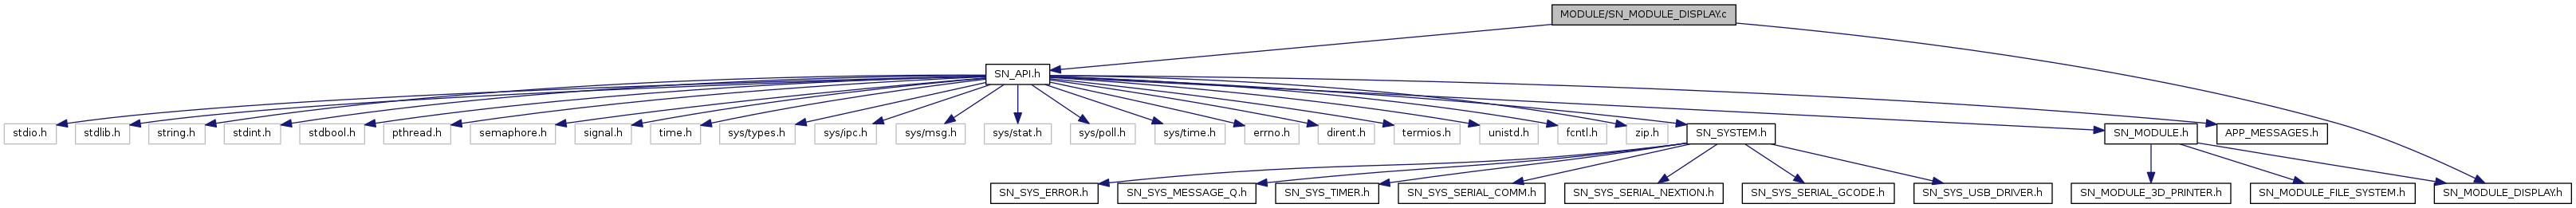 MODULE/SN_MODULE_DISPLAY.c
SN_API.h
stdio.h
stdlib.h
string.h
stdint.h
stdbool.h
pthread.h
semaphore.h
signal.h
time.h
sys/types.h
sys/ipc.h
sys/msg.h
sys/stat.h
sys/poll.h
sys/time.h
errno.h
dirent.h
termios.h
unistd.h
fcntl.h
zip.h
SN_SYSTEM.h
SN_MODULE.h
APP_MESSAGES.h
SN_SYS_ERROR.h
SN_SYS_MESSAGE_Q.h
SN_SYS_TIMER.h
SN_SYS_SERIAL_COMM.h
SN_SYS_SERIAL_NEXTION.h
SN_SYS_SERIAL_GCODE.h
SN_SYS_USB_DRIVER.h
SN_MODULE_3D_PRINTER.h
SN_MODULE_FILE_SYSTEM.h
SN_MODULE_DISPLAY.h